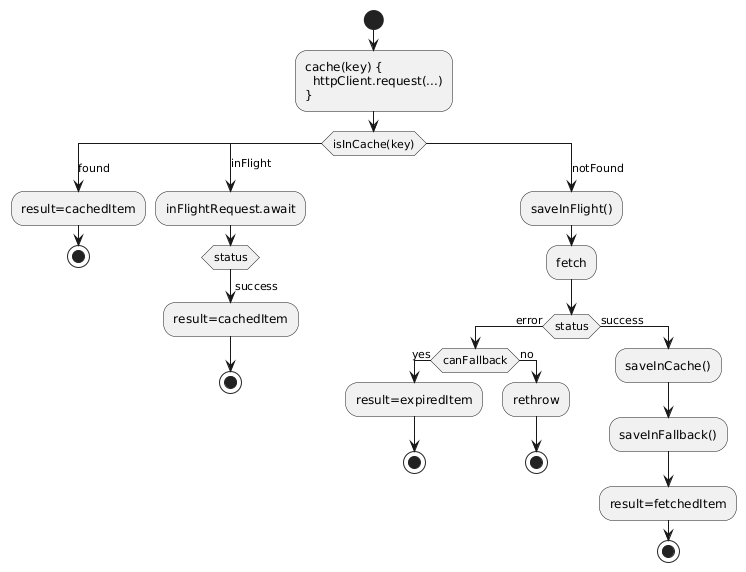 cache(key) {
  httpClient.request(...)
}
isInCache(key)
found
inFlight
notFound
result=cachedItem
inFlightRequest.await
saveInFlight()
status
fetch
success
result=cachedItem
error
status
success
yes
canFallback
no
saveInCache()
result=expiredItem
rethrow
saveInFallback()
result=fetchedItem